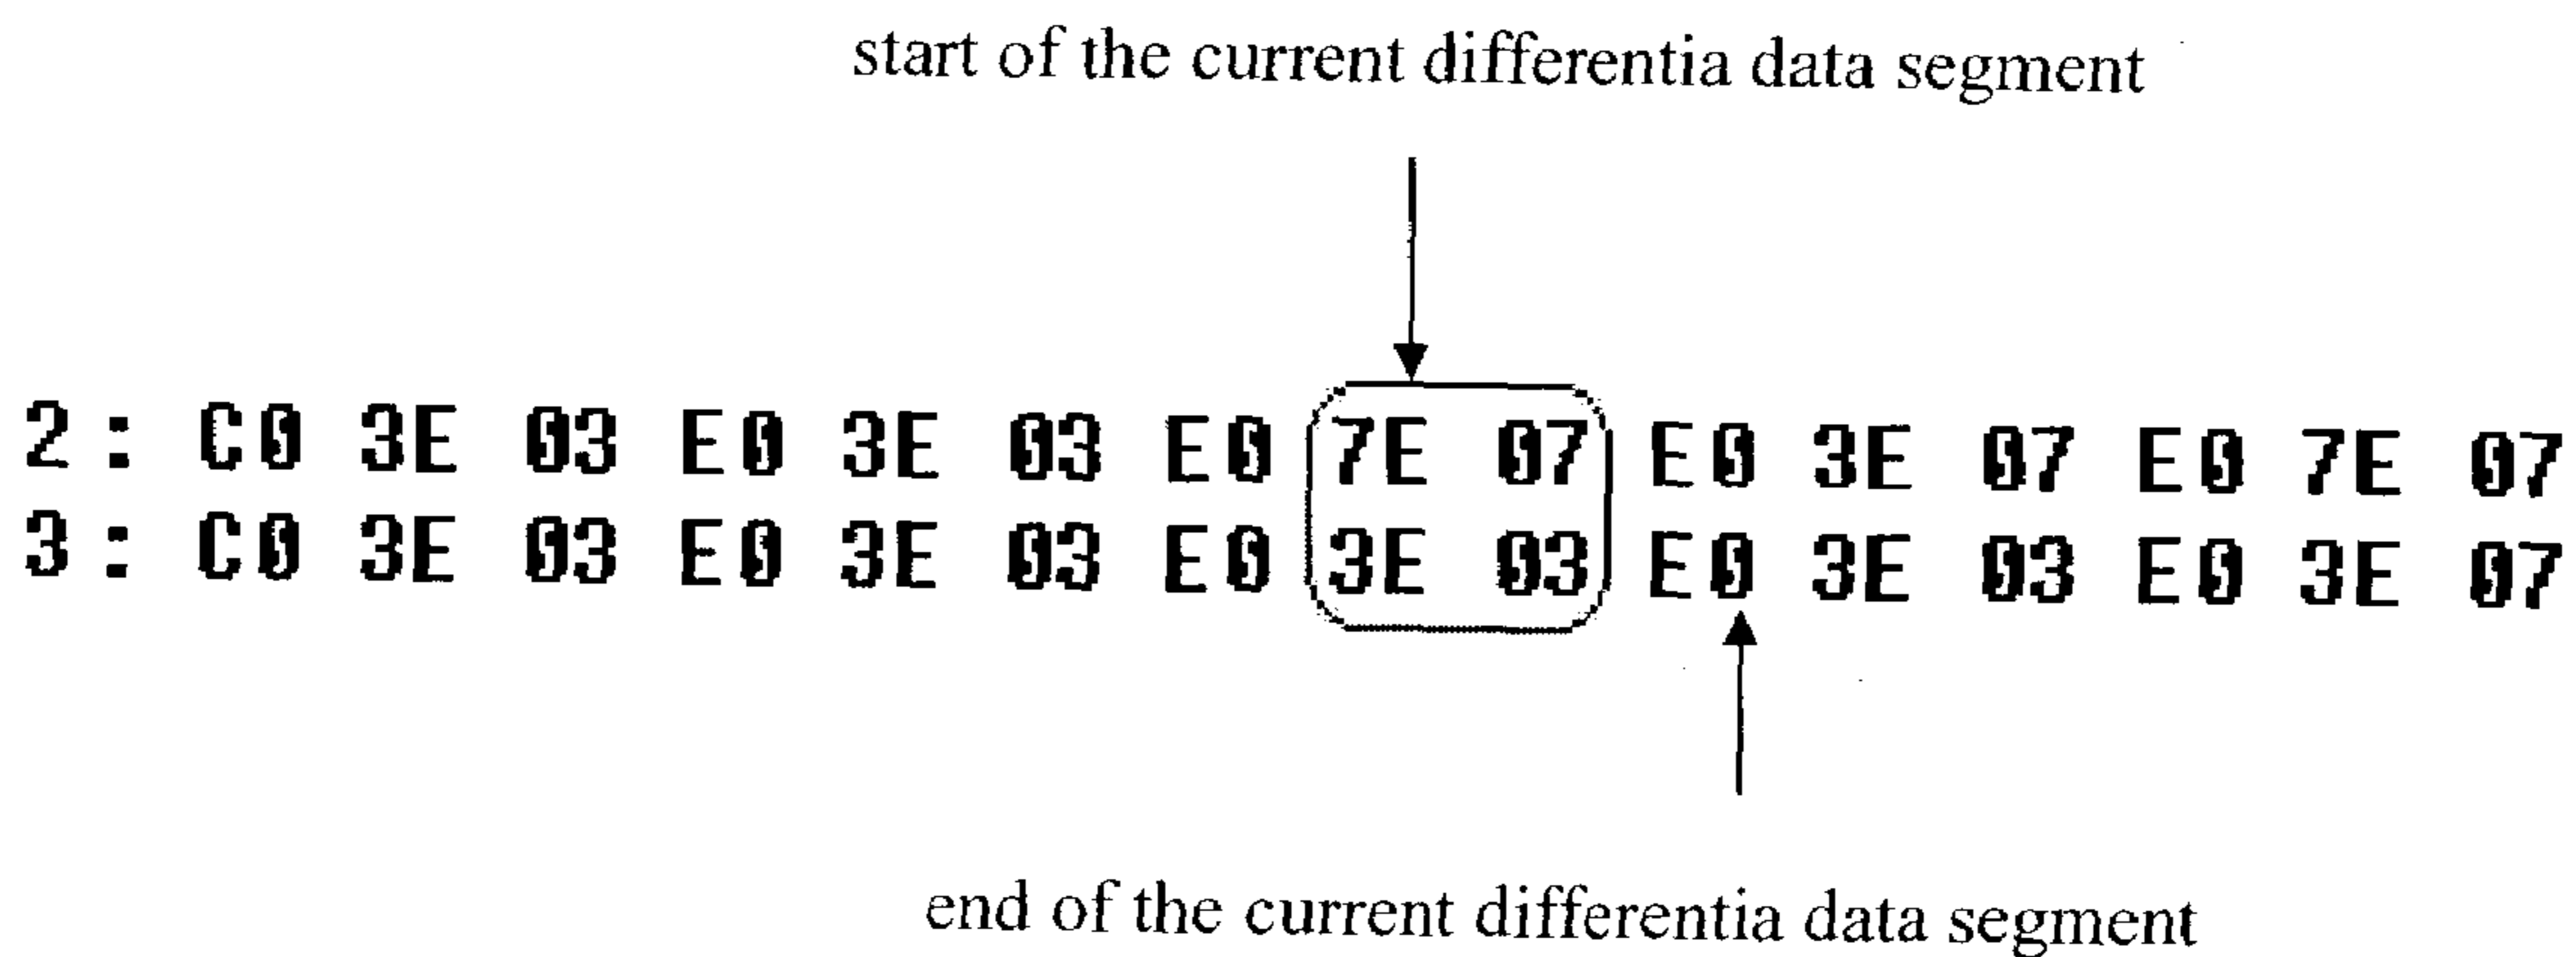 start of the current differentia data segment
2: C0 3E 03 E0 3E 03 E0 7E 07 E0 3E 07 E0 7E 07
3: C0 3E 03 E0 3E 03 E0 3E 03 E0 3E 03 E0 3E 07
end of the current differentia data segment